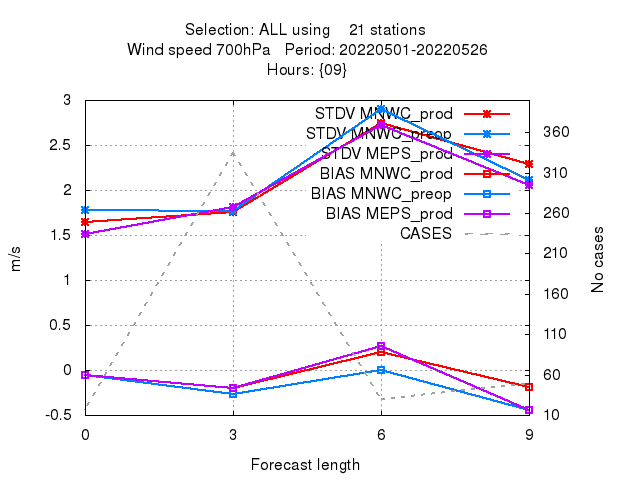 Selection: ALL using 21 stations
Wind speed 700hPa Period: 20220501-20220526
Hours: {09}
STDV MNWC_prod
STDV MNWC_preop
STDV MEPS_prod
BIAS MNWC_prod
BIAS MNWC_preop
BIAS MEPS_prod
CASES
3
2.5
2
1.5
1
0.5
0
-0.5
m/s
360
310
260
210
160
110
60
10
No cases
0 3 6 9
Forecast length